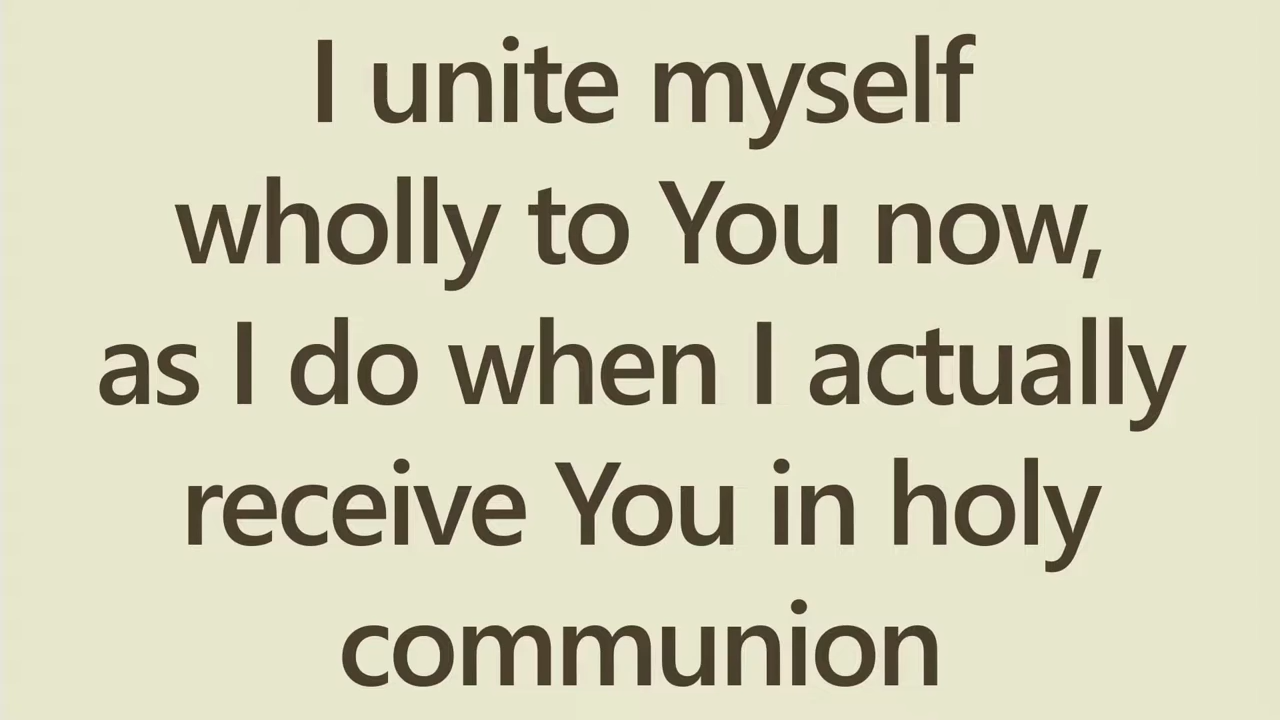 I unite myself
wholly to You now,
as I do when I actually
receive You in holy
communion